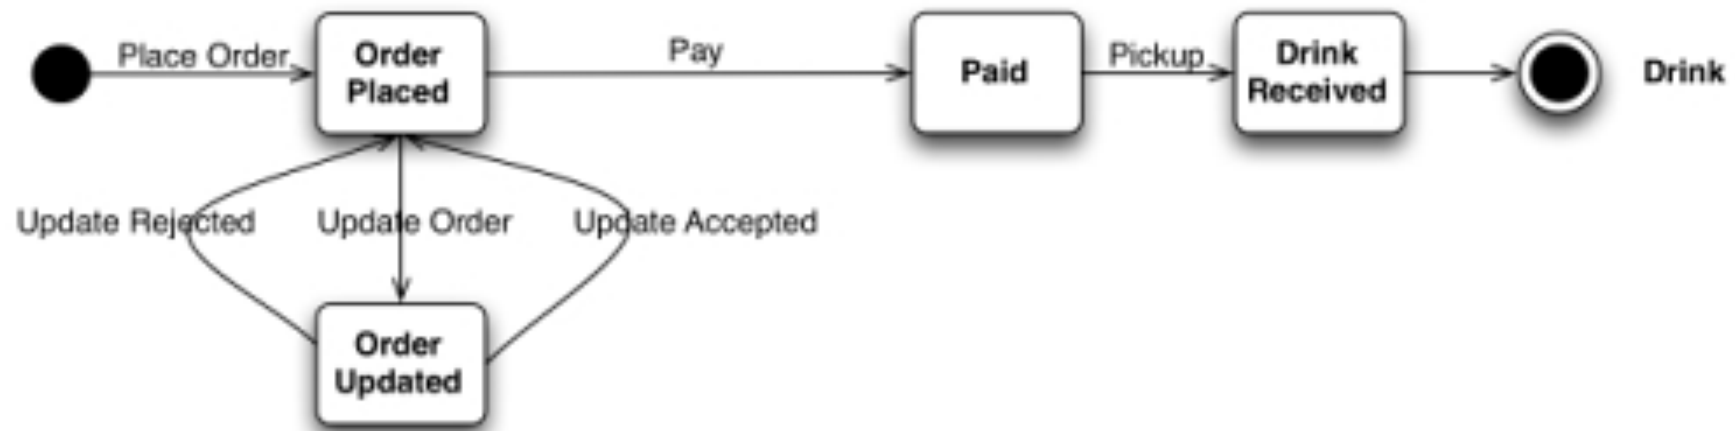 Place Order
Order
Placed
Pay
Paid
Pickup
Drink
Received
Drink
Update Rejected
Update Order
Update Accepted
Order
Updated